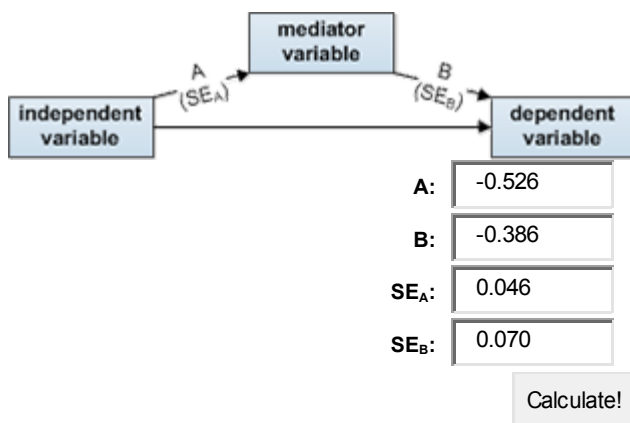 mediator
variable
A
(SEA)
B
(SEB)
independent
variable
dependent
variable
A: -0.526
B: -0.386
SEA: 0.046
SEB: 0.070
Calculate!